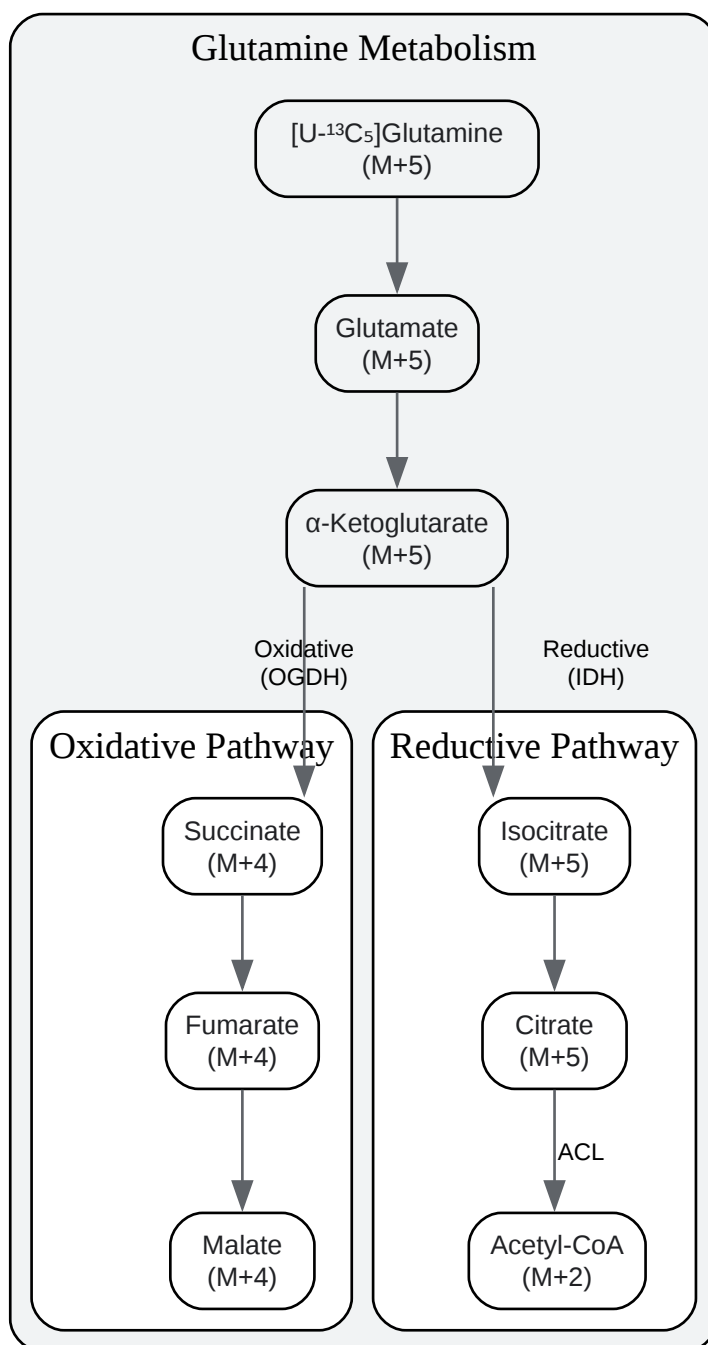 Glutamine Metabolism
[U-¹³C₅]Glutamine
(M+5)
Glutamate
(M+5)
α-Ketoglutarate
(M+5)
Oxidative
(OGDH)
Reductive
(IDH)
Oxidative Pathway
Succinate
(M+4)
Fumarate
(M+4)
Malate
(M+4)
Reductive Pathway
Isocitrate
(M+5)
Citrate
(M+5)
ACL
Acetyl-CoA
(M+2)